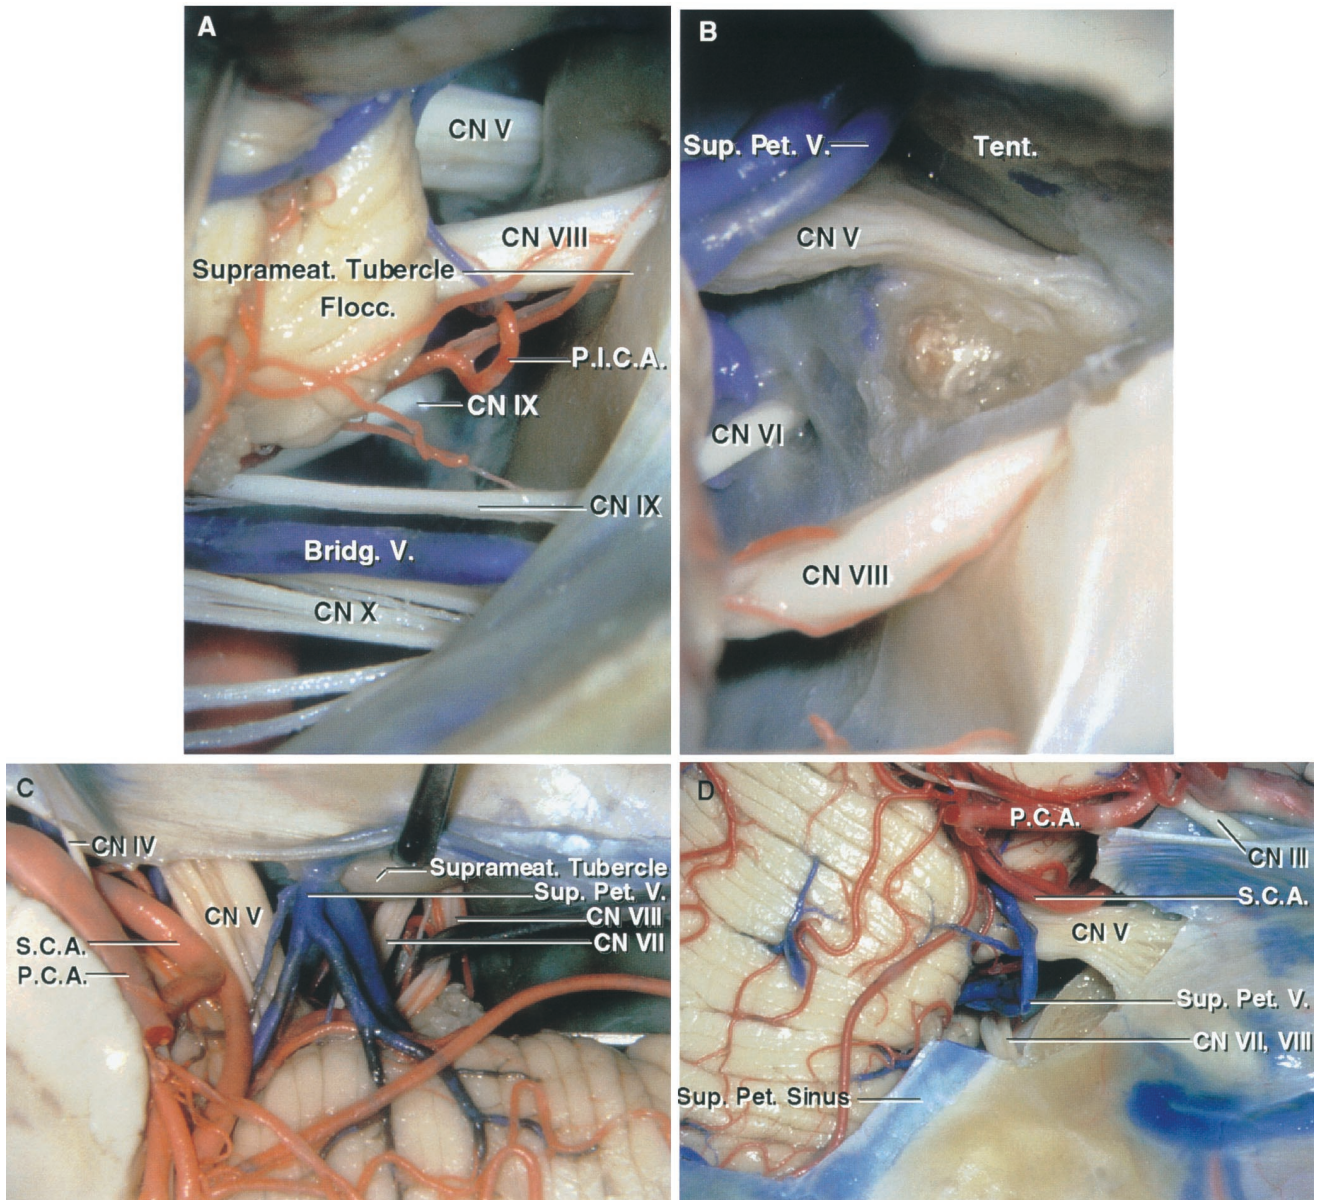 A
CN V
CN VIII
Suprameat. Tubercle
Flocc.
P.I.C.A.
CN IX
CN IX
Bridg. V.
CN X
B
Sup. Pet. V.
Tent.
CN V
CN VI
CN VIII
C
CN IV
Suprameat. Tubercle
Sup. Pet. V.
CN V
CN VIII
CN VII
S.C.A.
P.C.A.
D
P.C.A.
CN III
S.C.A.
CN V
Sup. Pet. V.
CN VII, VIII
Sup. Pet. Sinus